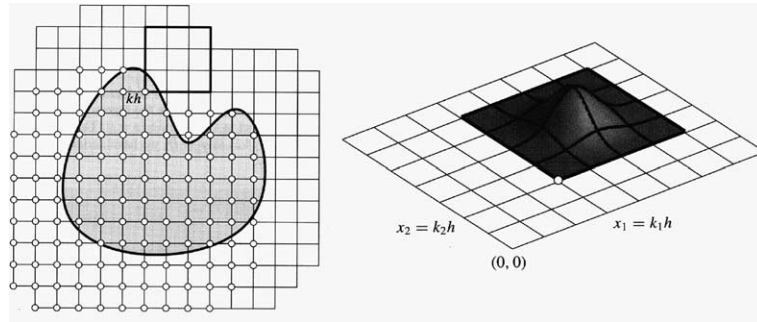 kh
x₂ = k₂h
x₁ = k₁h
(0, 0)